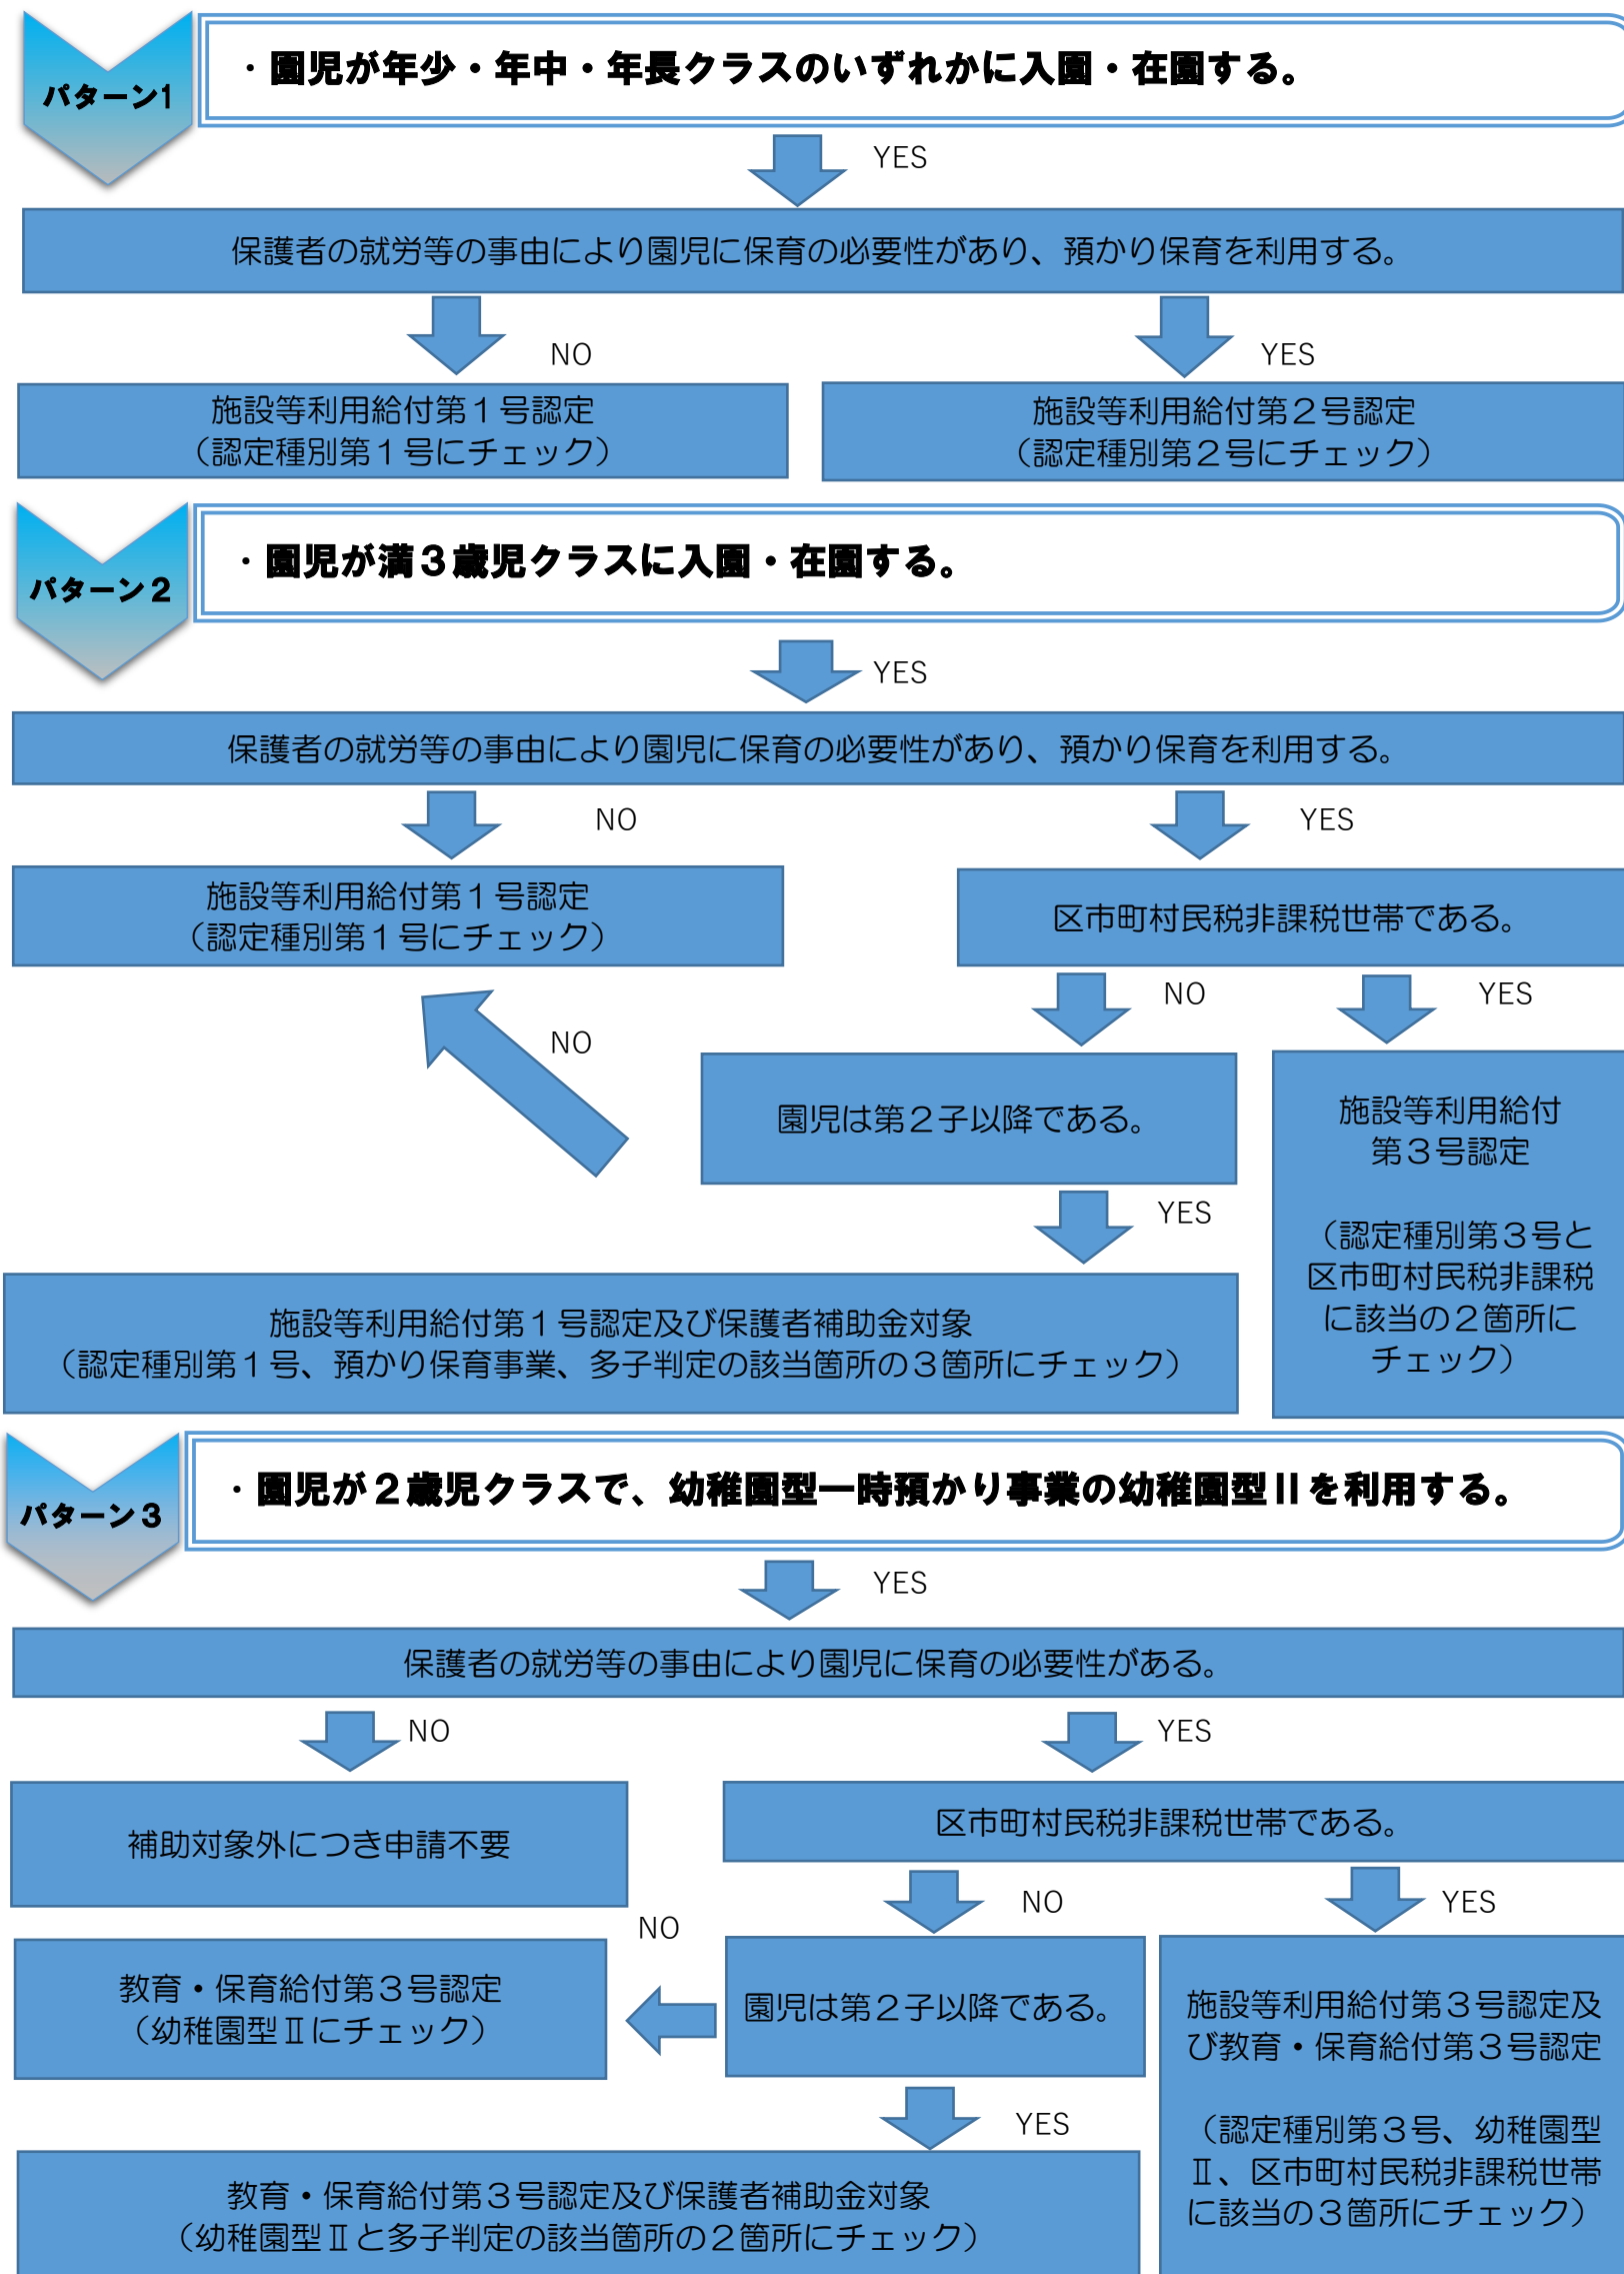 パターン1
・園児が年少・年中・年長クラスのいずれかに入園・在園する。
YES
保護者の就労等の事由により園児に保育の必要性があり、預かり保育を利用する。
NO
YES
施設等利用給付第１号認定
（認定種別第１号にチェック）
施設等利用給付第２号認定
（認定種別第２号にチェック）
パターン２
・園児が満３歳児クラスに入園・在園する。
YES
保護者の就労等の事由により園児に保育の必要性があり、預かり保育を利用する。
NO
YES
施設等利用給付第１号認定
（認定種別第１号にチェック）
区市町村民税非課税世帯である。
NO
YES
NO
園児は第２子以降である。
施設等利用給付
第３号認定
（認定種別第３号と
区市町村民税非課税
に該当の２箇所に
チェック）
YES
施設等利用給付第１号認定及び保護者補助金対象
（認定種別第１号、預かり保育事業、多子判定の該当箇所の３箇所にチェック）
パターン３
・園児が２歳児クラスで、幼稚園型一時預かり事業の幼稚園型Ⅱを利用する。
YES
保護者の就労等の事由により園児に保育の必要性がある。
NO
YES
補助対象外につき申請不要
区市町村民税非課税世帯である。
NO
YES
NO
教育・保育給付第３号認定
（幼稚園型Ⅱにチェック）
園児は第２子以降である。
施設等利用給付第３号認定及
び教育・保育給付第３号認定
（認定種別第３号、幼稚園型
Ⅱ、区市町村民税非課税世帯
に該当の３箇所にチェック）
YES
教育・保育給付第３号認定及び保護者補助金対象
（幼稚園型Ⅱと多子判定の該当箇所の２箇所にチェック）